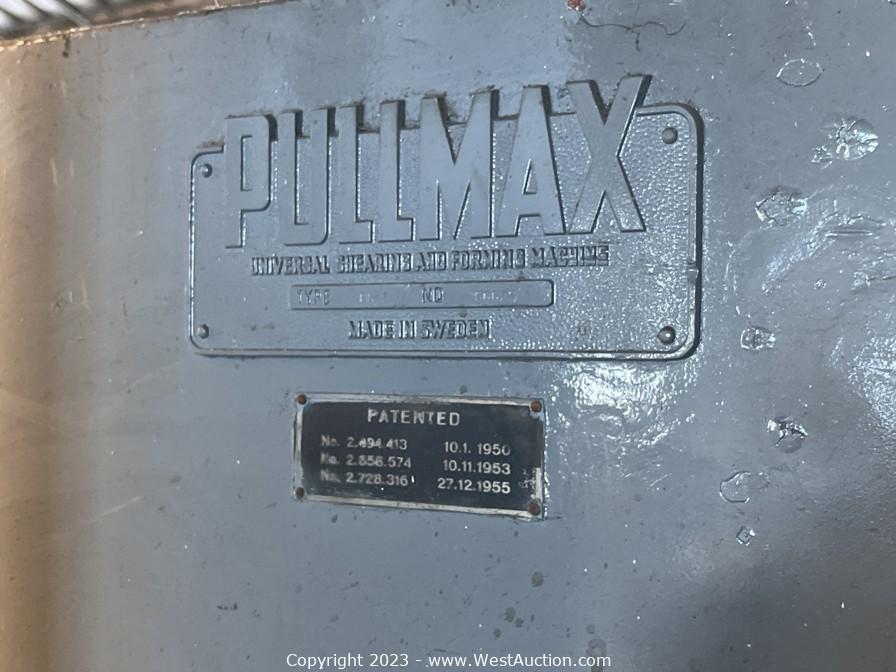 PULLMAX
UNIVERSAL SHEARING AND FORMING MACHINE
TYPE NO
MADE IN SWEDEN
PATENTED
No. 2.494.413 10.1. 1950
No. 2.658.574 10.11.1953
No. 2.728.316 27.12.1955
Copyright 2023 - www.WestAuction.com